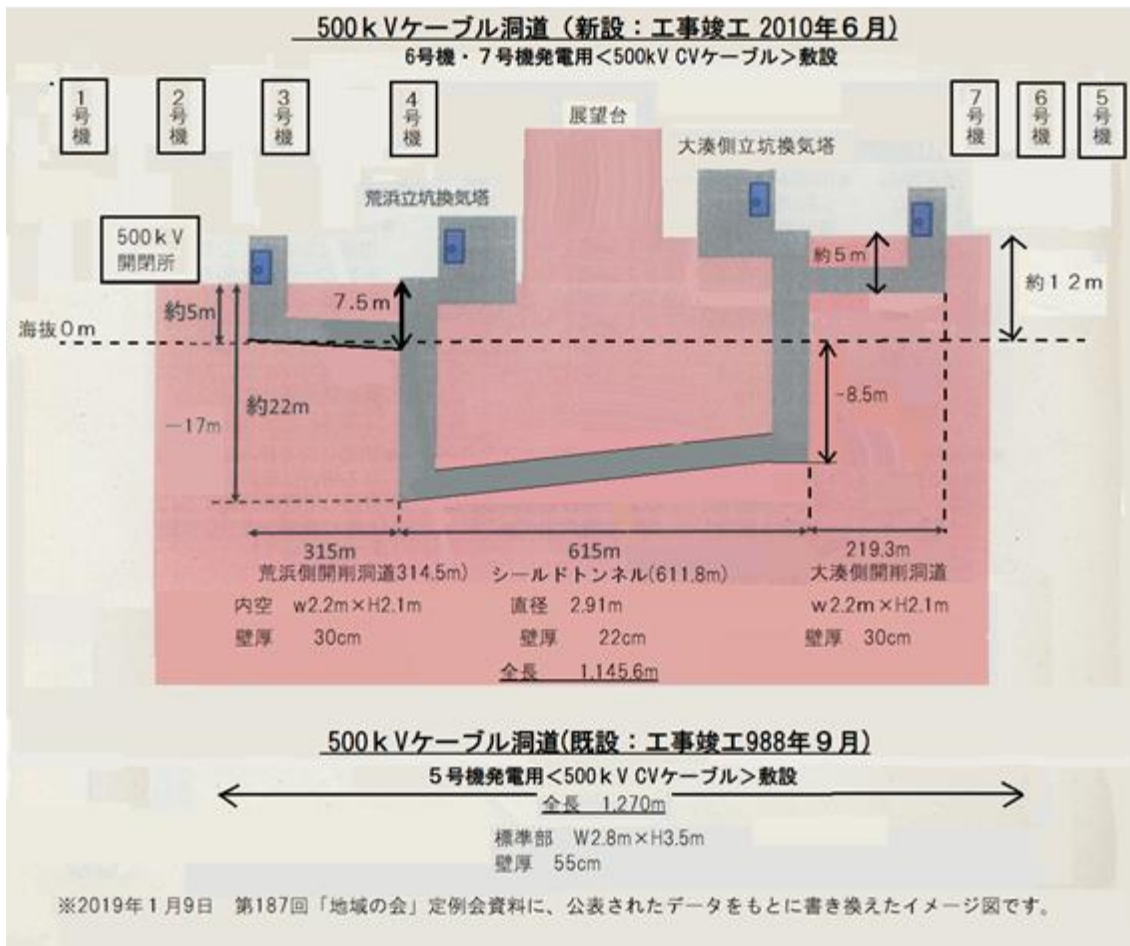 500ｋVケーブル洞道（新設：工事竣工 2010年６月）
6号機・７号機発電用＜500kV CVケーブル＞敷設
1号機
2号機
3号機
4号機
展望台
7号機
6号機
5号機
大湊側立坑換気塔
荒浜立坑換気塔
500ｋV
開閉所
約５ｍ
約１２ｍ
約5m
7.5ｍ
海抜０m
約22m
－17m
-8.5m
315m
615m
219.3m
荒浜側開削洞道314.5m)
シールドトンネル(611.8m)
大湊側開削洞道
内空 w2.2m×H2.1m
直径 2.91m
w2.2ｍ×H2.1m
壁厚 30cm
壁厚 22cm
壁厚 30cm
全長 1,145.6m
500ｋVケーブル洞道(既設：工事竣工988年９月)
５号機発電用＜500ｋV CVケーブル＞敷設
全長 1,270m
標準部 W2.8m×H3.5m
壁厚 55cm
※2019年１月9日 第187回「地域の会」定例会資料に、公表されたデータをもとに書き換えたイメージ図です。